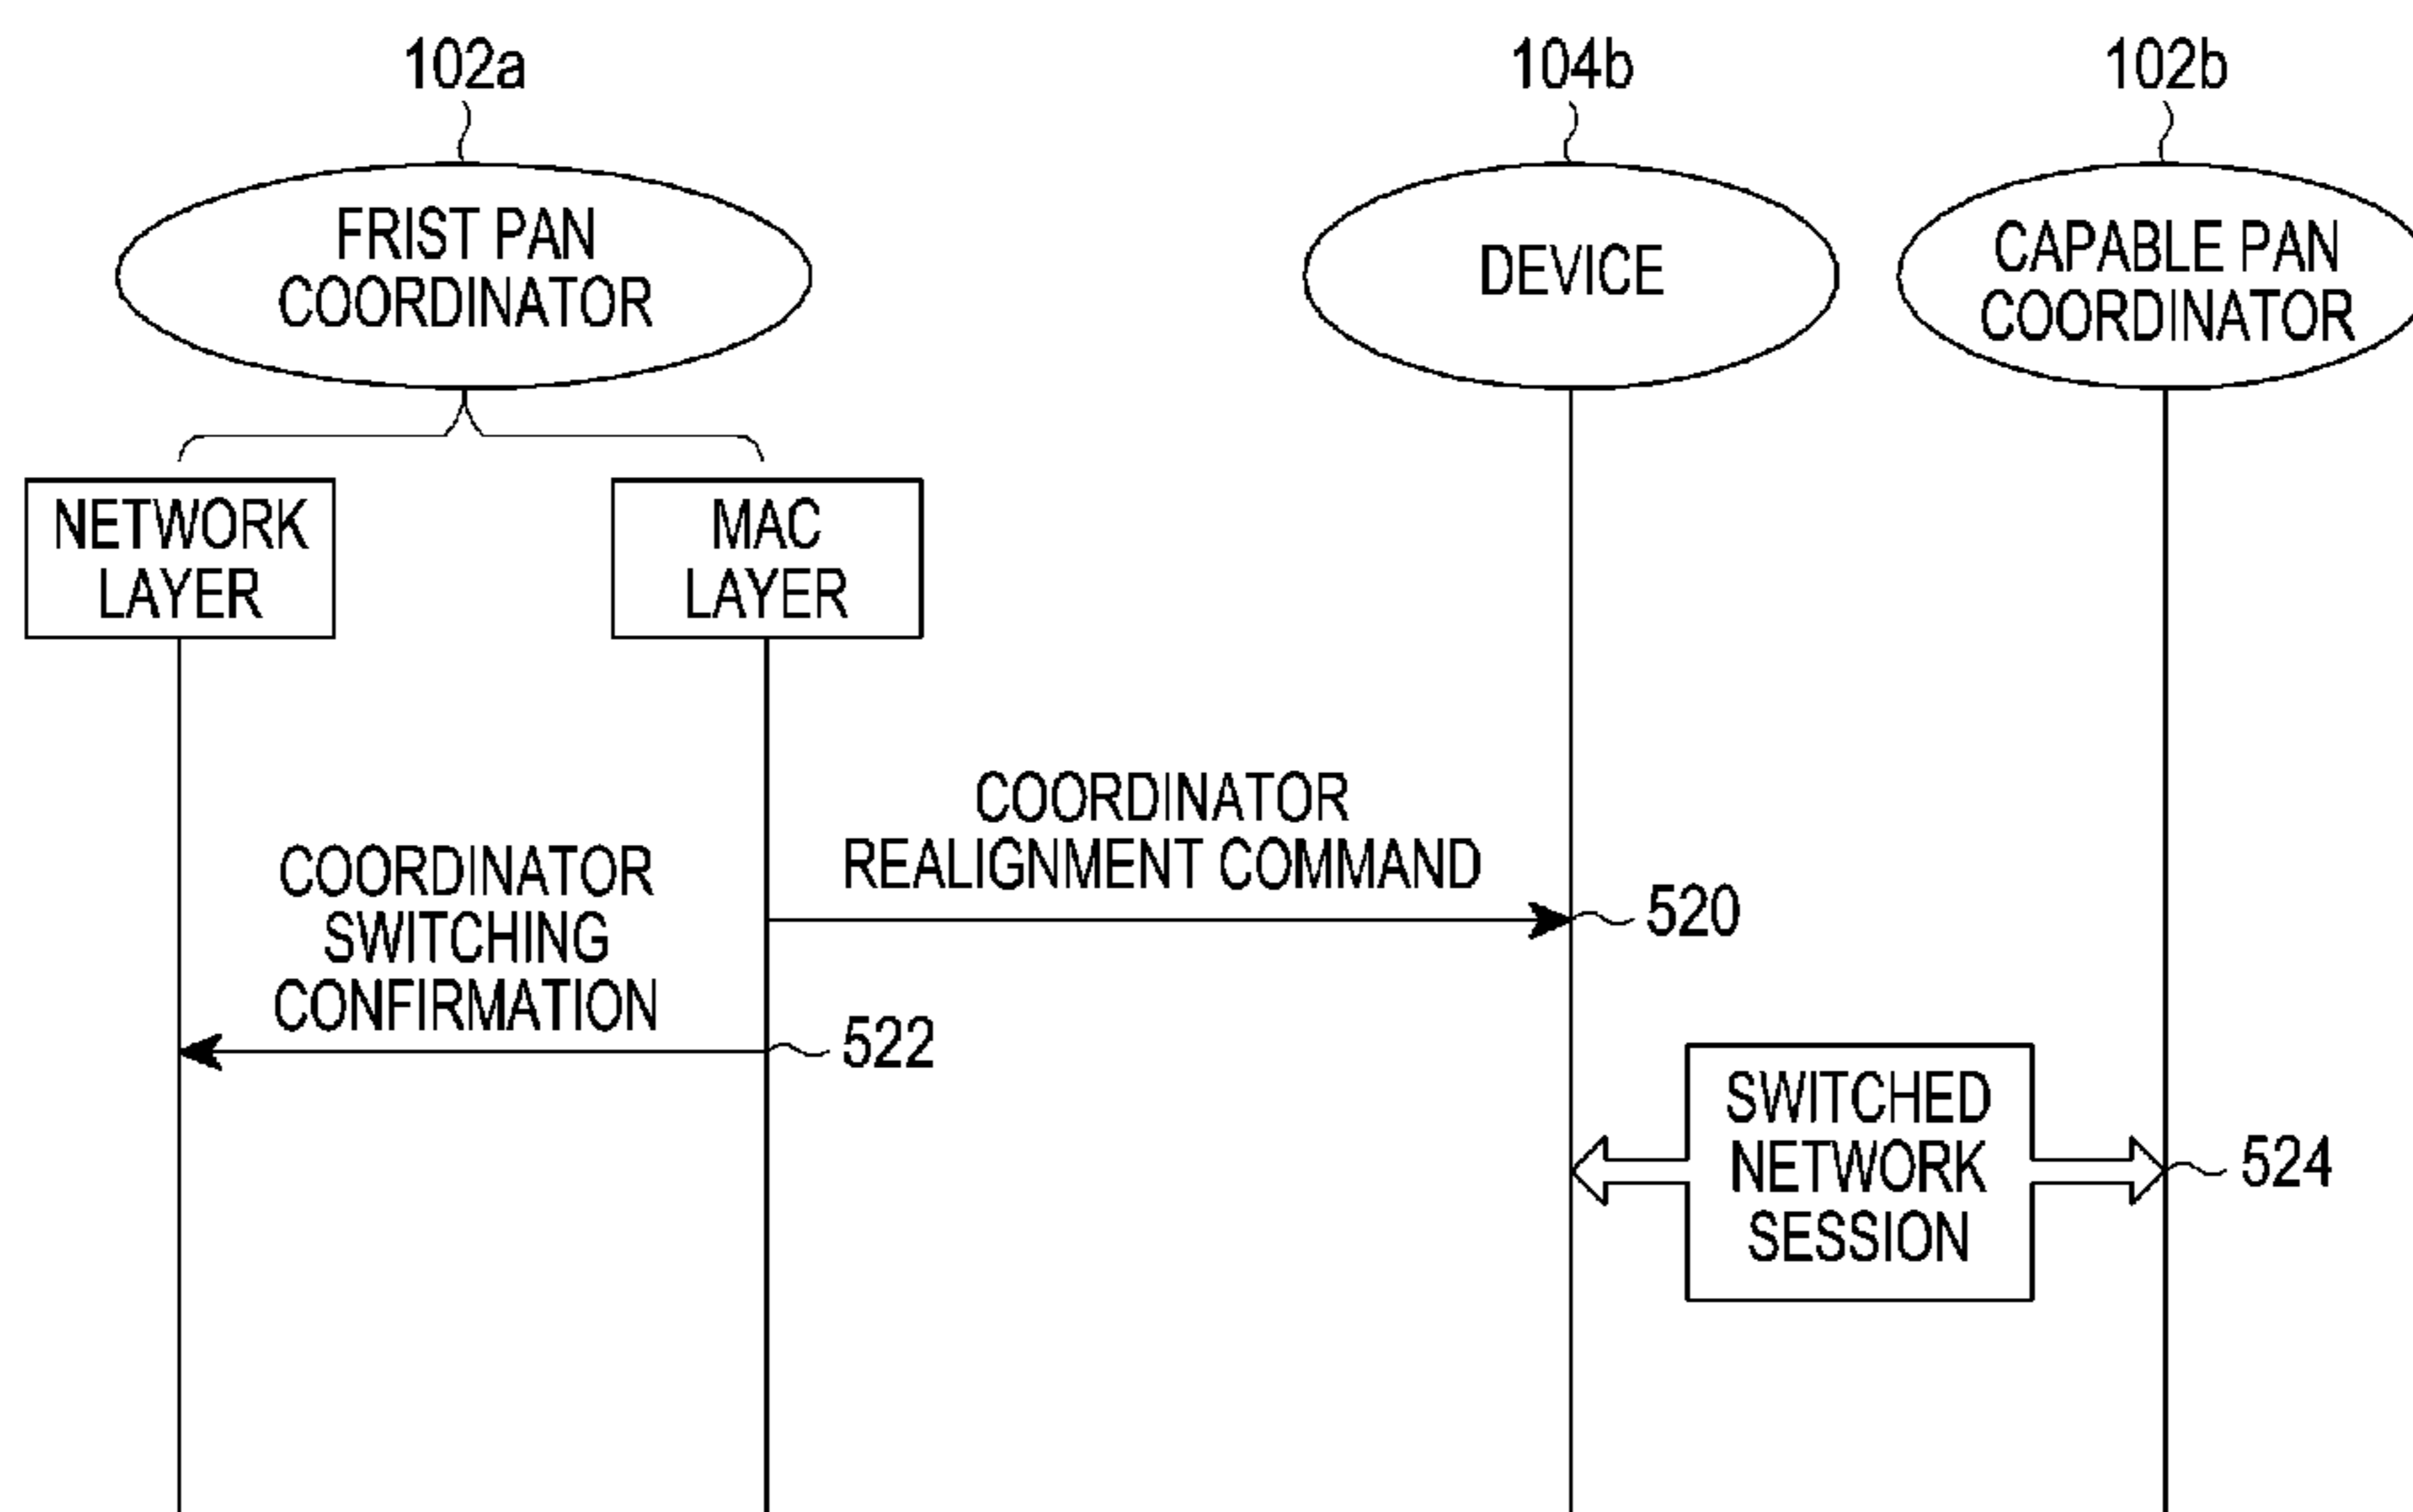 102a
104b
102b
FRIST PAN
COORDINATOR
DEVICE
CAPABLE PAN
COORDINATOR
NETWORK
LAYER
MAC
LAYER
COORDINATOR
REALIGNMENT COMMAND
520
COORDINATOR
SWITCHING
CONFIRMATION
522
SWITCHED
NETWORK
SESSION
524